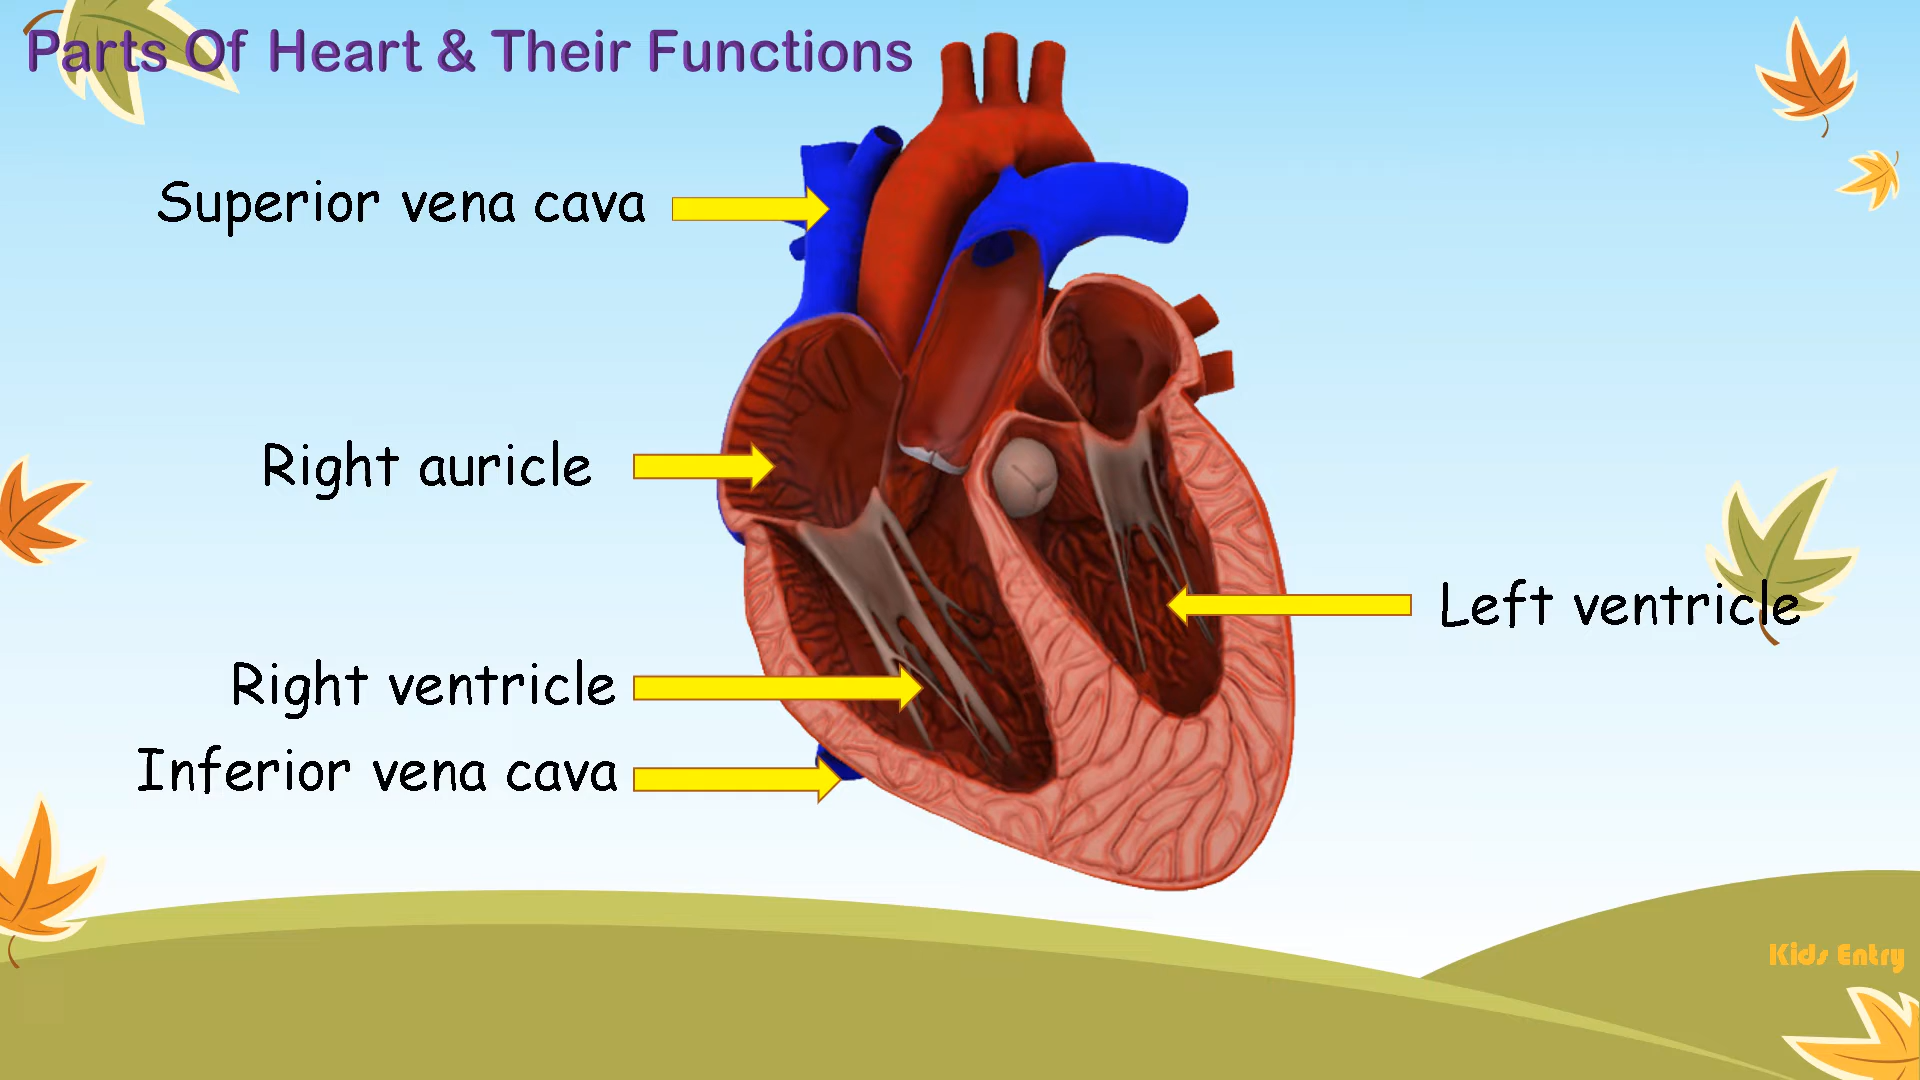 Parts Of Heart & Their Functions
Superior vena cava
Right auricle
Left ventricle
Right ventricle
Inferior vena cava
Kids Entry